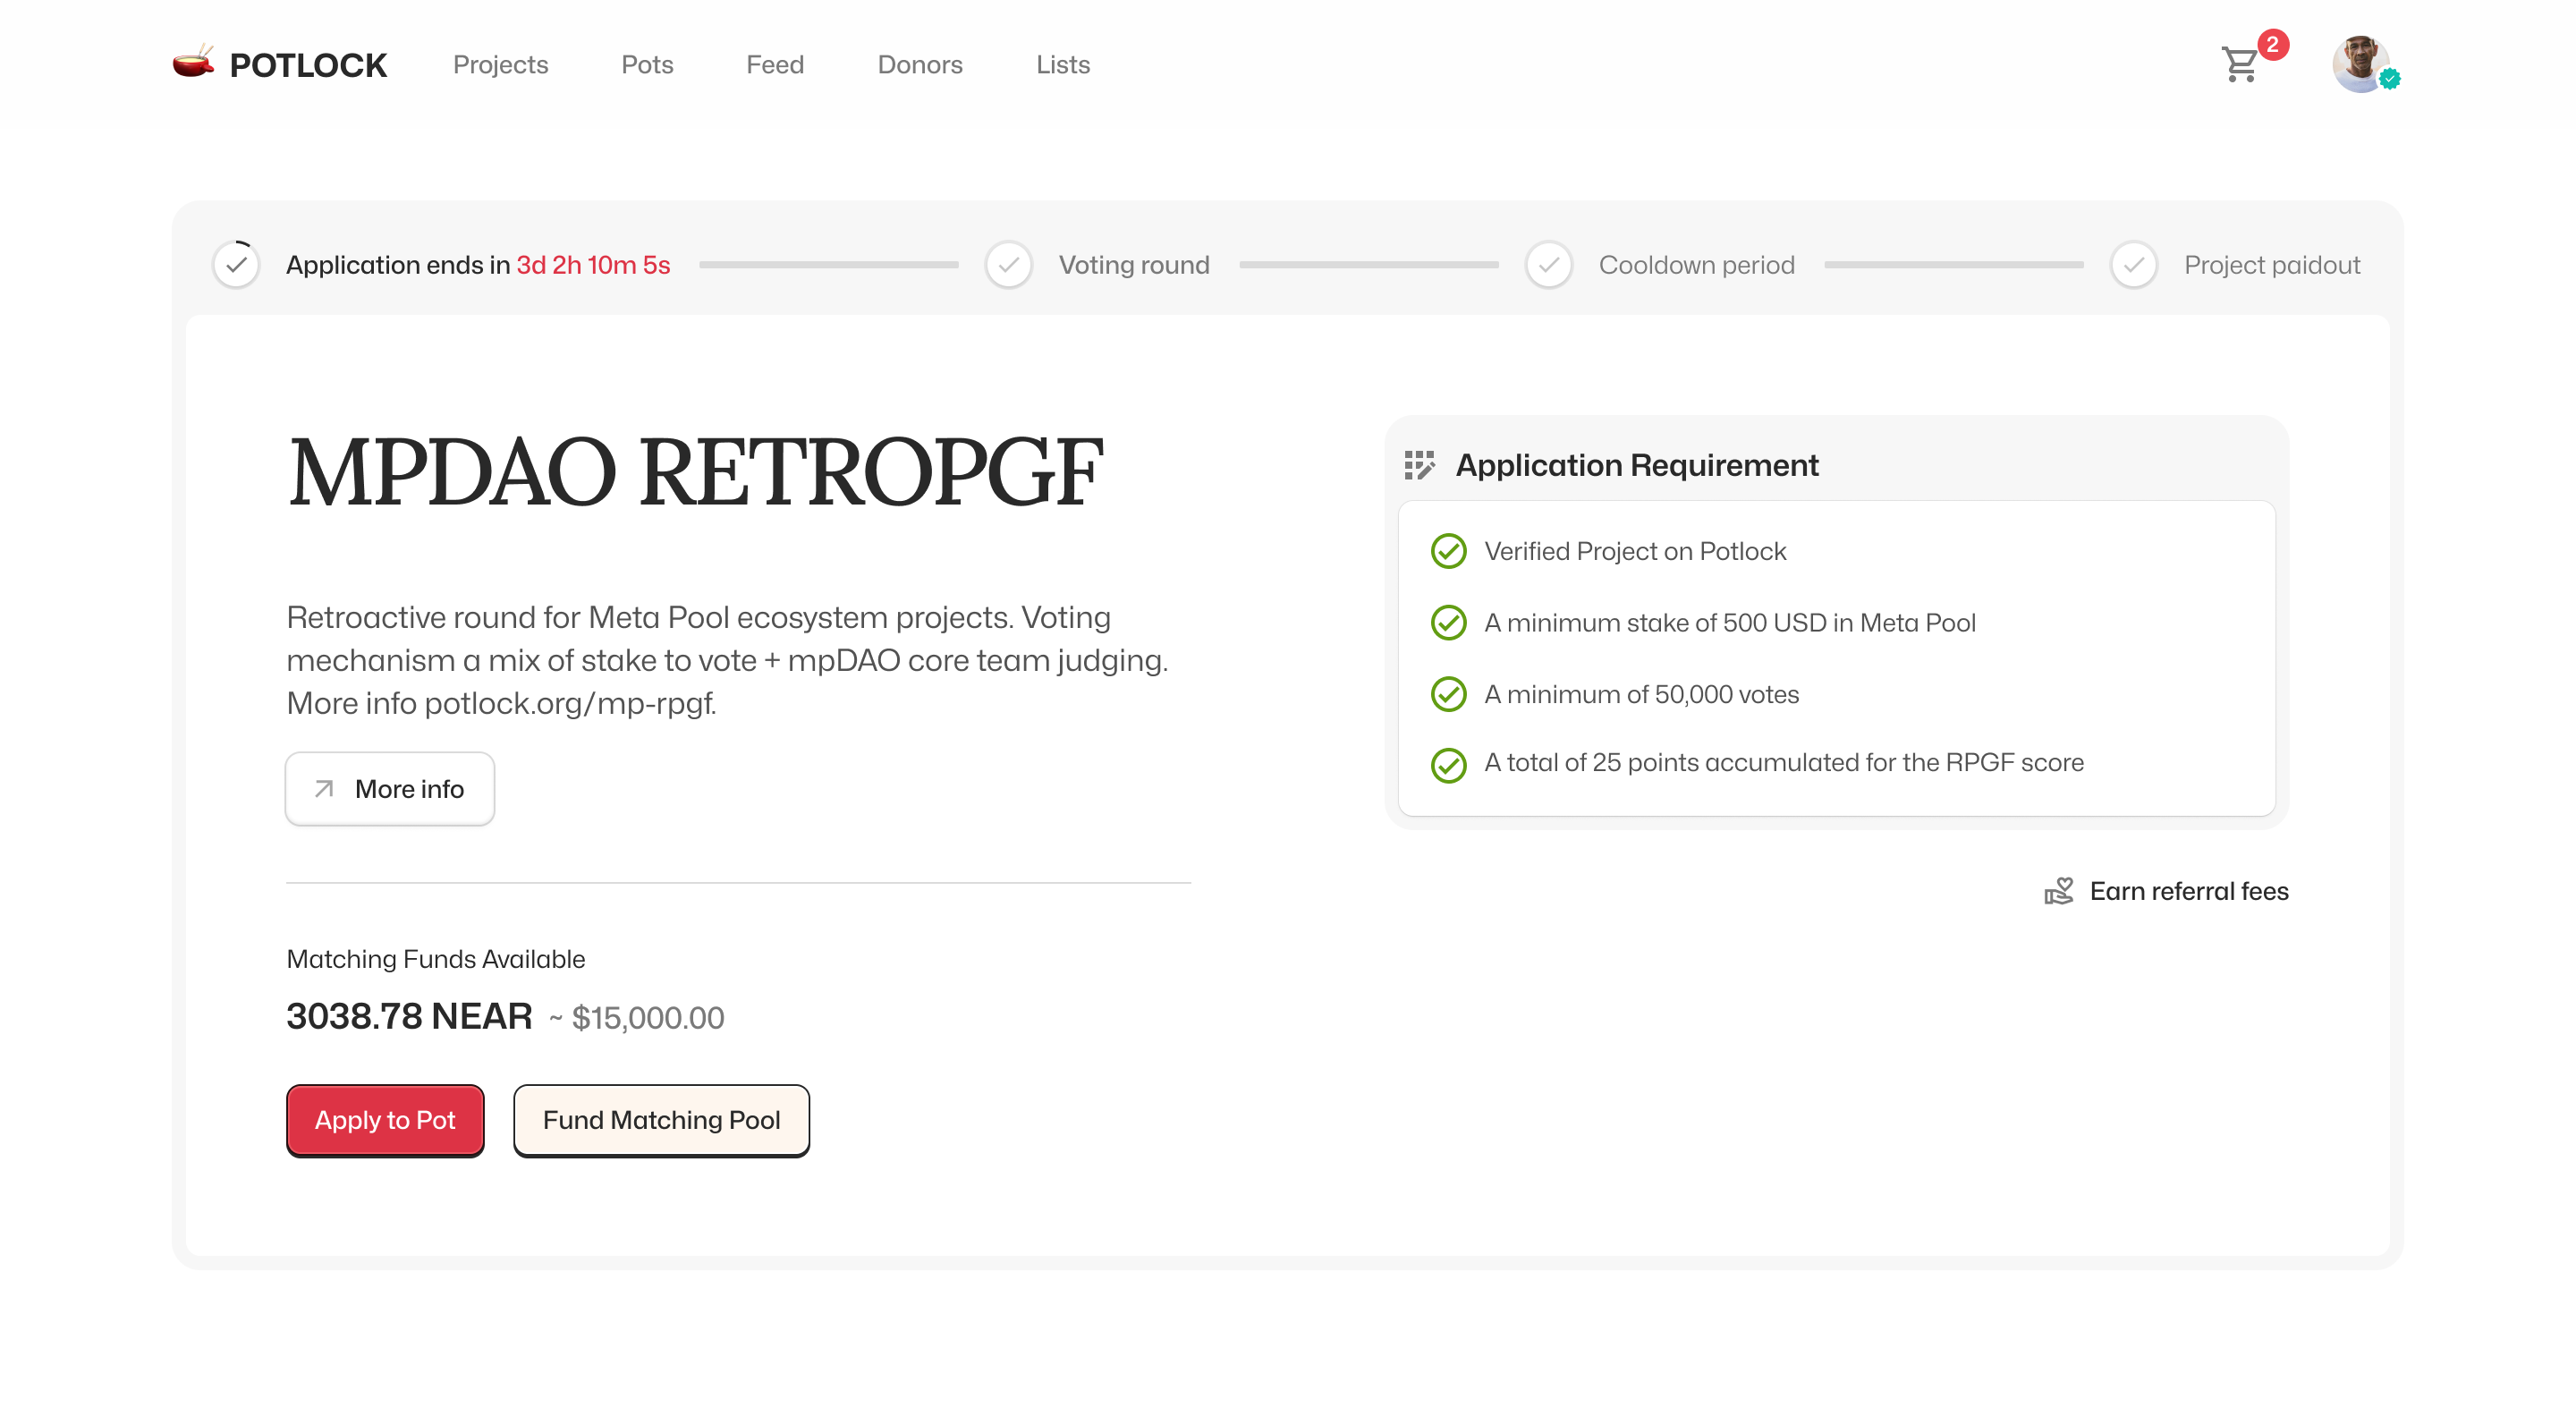 POTLOCK
Projects
Pots
Feed
Donors
Lists
2
Application ends in 3d 2h 10m 5s
Voting round
Cooldown period
Project paidout
MPDAO RETROPGF
Retroactive round for Meta Pool ecosystem projects. Voting
mechanism a mix of stake to vote + mpDAO core team judging.
More info potlock.org/mp-rpgf.
More info
Matching Funds Available
3038.78 NEAR ~ $15,000.00
Apply to Pot
Fund Matching Pool
Application Requirement
Verified Project on Potlock
A minimum stake of 500 USD in Meta Pool
A minimum of 50,000 votes
A total of 25 points accumulated for the RPGF score
Earn referral fees